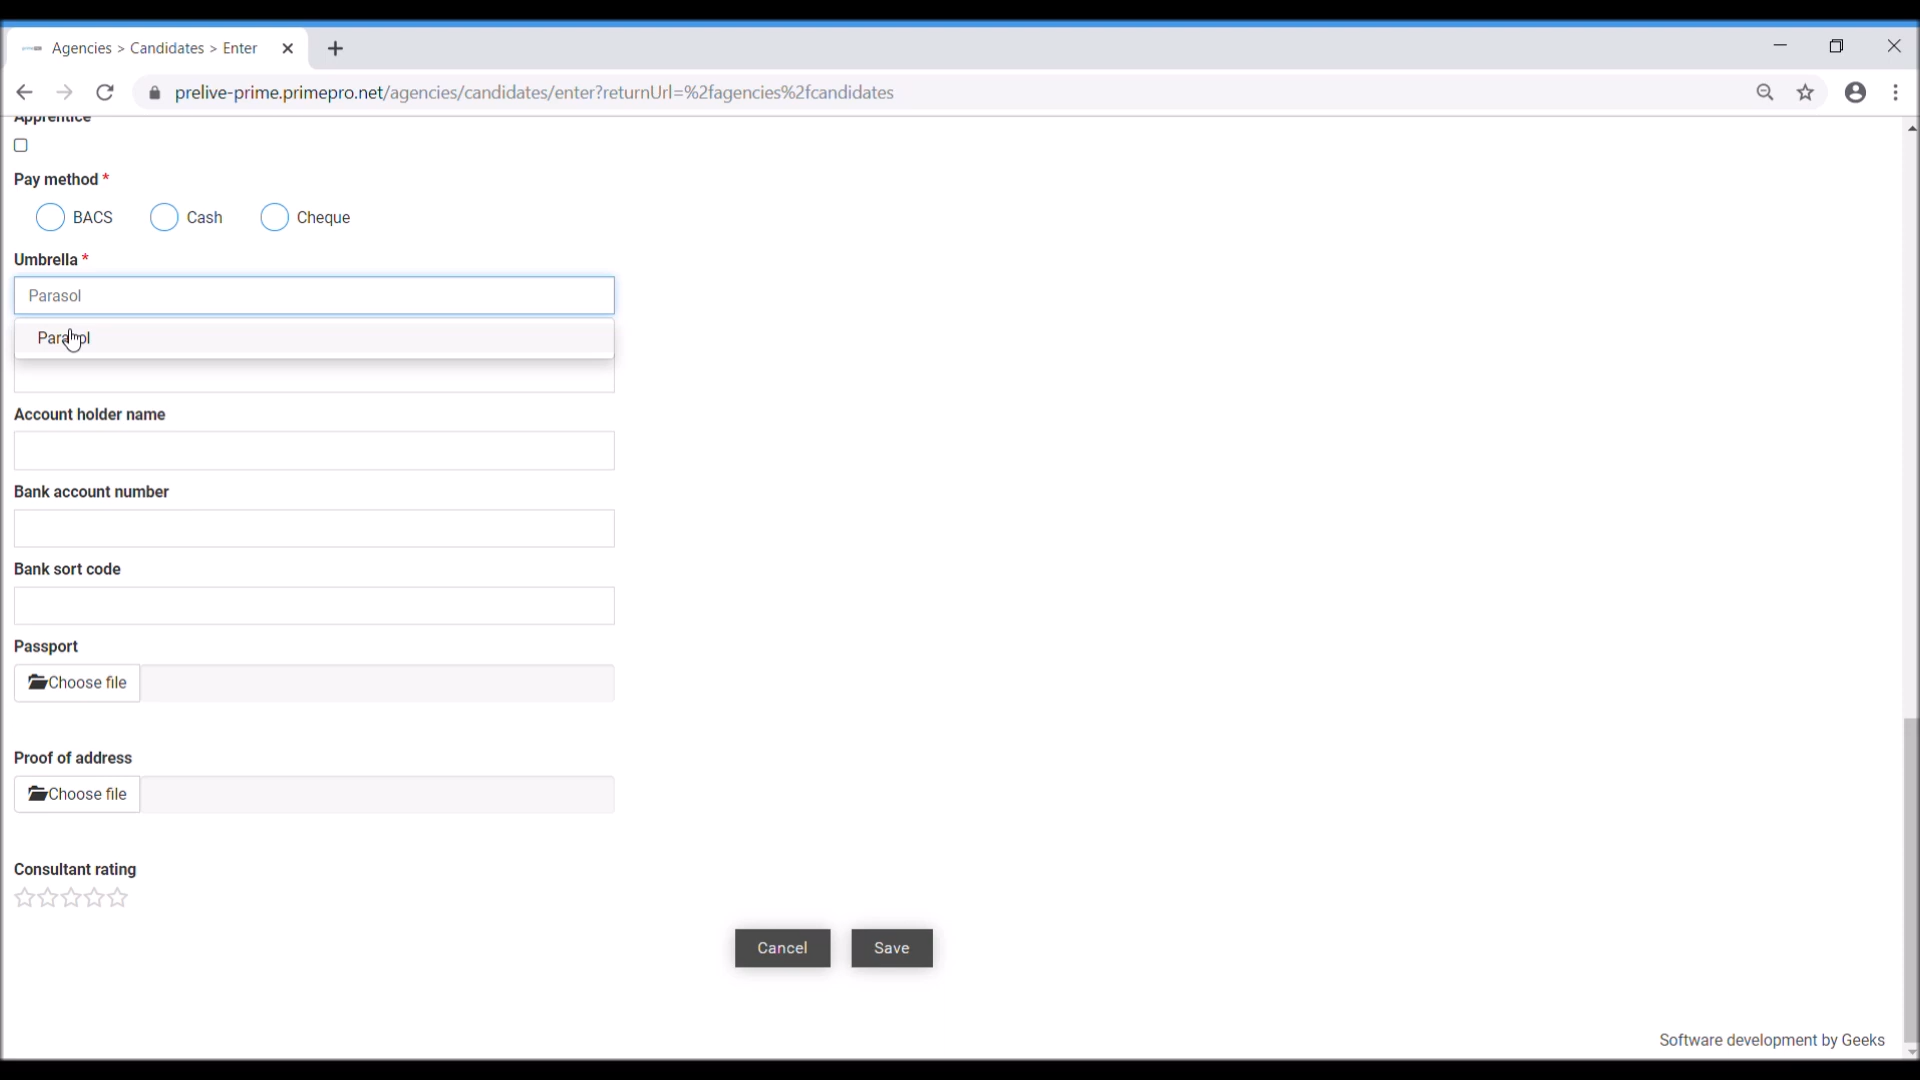 Agencies > Candidates > Enter
prelive-prime.primepro.net/agencies/candidates/enter?returnUrl=%2fagencies%2fcandidates
Apprentice
Pay method *
BACS Cash Cheque
Umbrella *
Parasol
Parasol
Account holder name
Bank account number
Bank sort code
Passport
Choose file
Proof of address
Choose file
Consultant rating
Cancel Save
Software development by Geeks